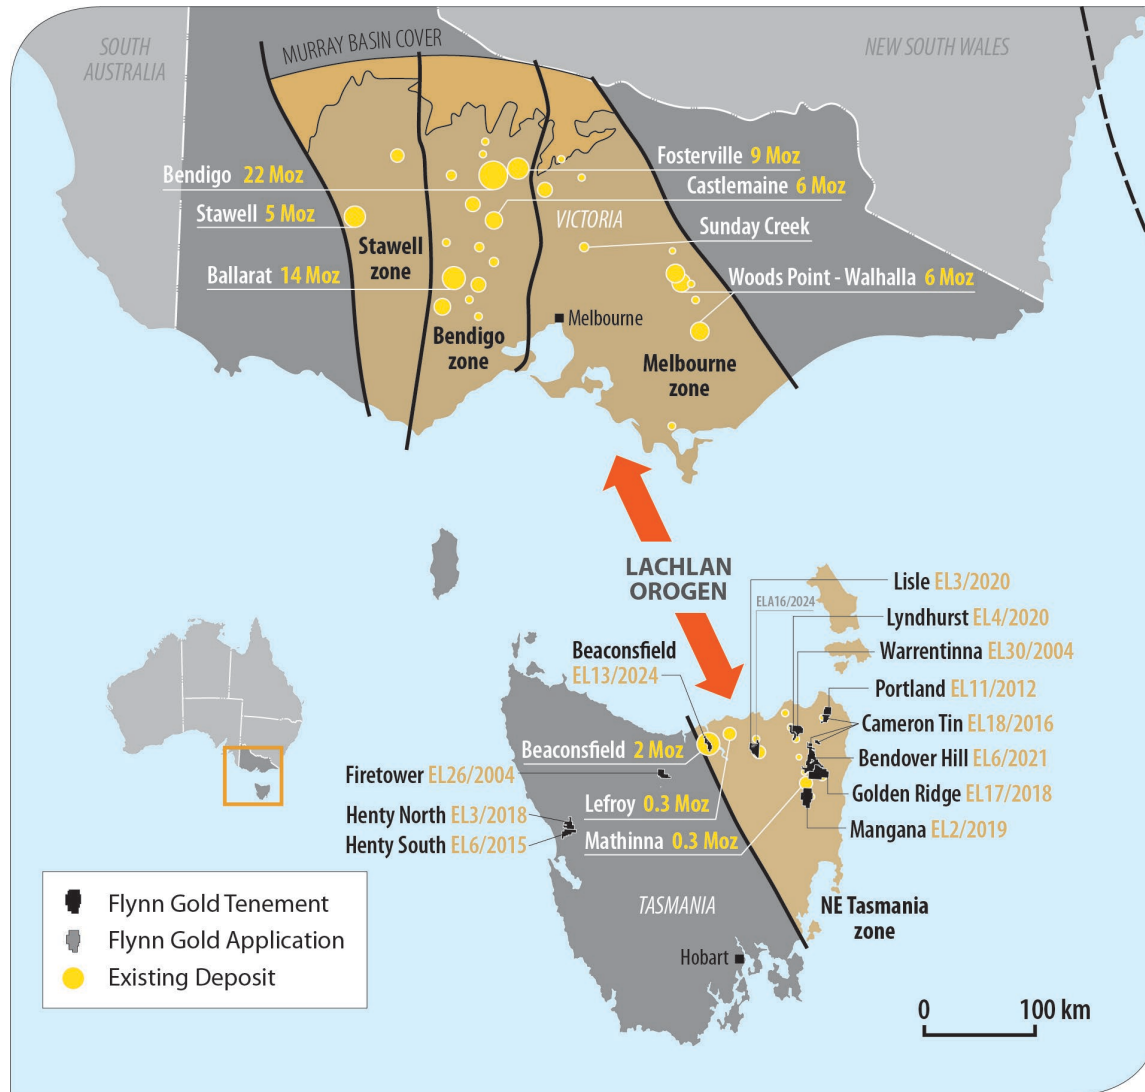 SOUTH
AUSTRALIA
MURRAY BASIN COVER
NEW SOUTH WALES
Fosterville 9 Moz
Bendigo 22 Moz
Castlemaine 6 Moz
Stawell 5 Moz
VICTORIA
Sunday Creek
Stawell
zone
Ballarat 14 Moz
Woods Point - Walhalla 6 Moz
Melbourne
Bendigo
zone
Melbourne
zone
LACHLAN
OROGEN
Lisle EL3/2020
ELA16/2024
Lyndhurst EL4/2020
Beaconsfield
EL13/2024
Warrentinna EL30/2004
Portland EL11/2012
Cameron Tin EL18/2016
Beaconsfield 2 Moz
Bendover Hill EL6/2021
Firetower EL26/2004
Golden Ridge EL17/2018
Lefroy 0.3 Moz
Henty North EL3/2018
Mangana EL2/2019
Henty South EL6/2015
Mathinna 0.3 Moz
TASMANIA
NE Tasmania
zone
Hobart
Flynn Gold Tenement
Flynn Gold Application
Existing Deposit
0
100 km